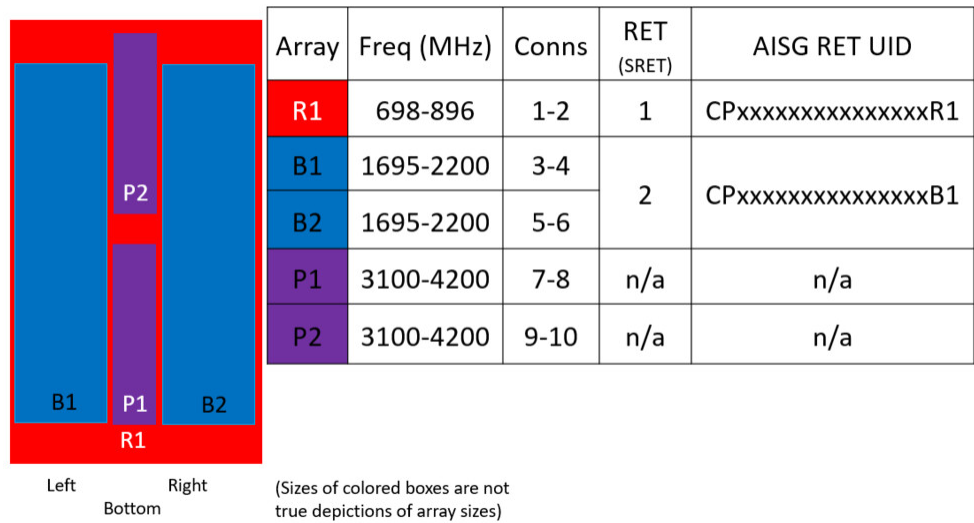 P2
B1
P1
B2
R1
Left
Right
Bottom
Array Freq (MHz) Conns RET (SRET) AISG RET UID
R1 698-896 1-2 1 CPxxxxxxxxxxxxxxxR1
B1 1695-2200 3-4 2 CPxxxxxxxxxxxxxxxB1
B2 1695-2200 5-6
P1 3100-4200 7-8 n/a n/a
P2 3100-4200 9-10 n/a n/a
(Sizes of colored boxes are not
true depictions of array sizes)